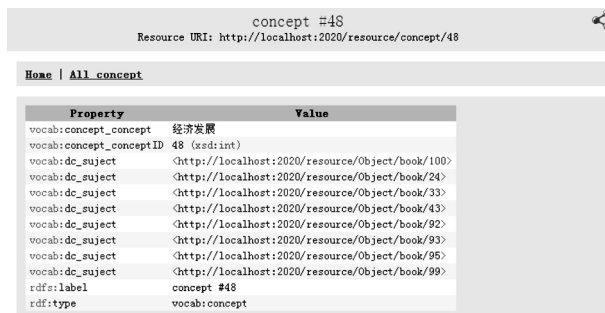 concept #48
Resource URI: http://localhost:2020/resource/concept/48
Home | All concept
Property Value
vocab:concept_concept 经济发展
vocab:concept_conceptID 48 (xsd:int)
vocab:dc_suject <http://localhost:2020/resource/Object/book/100>
vocab:dc_suject <http://localhost:2020/resource/Object/book/24>
vocab:dc_suject <http://localhost:2020/resource/Object/book/33>
vocab:dc_suject <http://localhost:2020/resource/Object/book/43>
vocab:dc_suject <http://localhost:2020/resource/Object/book/92>
vocab:dc_suject <http://localhost:2020/resource/Object/book/93>
vocab:dc_suject <http://localhost:2020/resource/Object/book/95>
vocab:dc_suject <http://localhost:2020/resource/Object/book/99>
rdfs:label concept #48
rdf:type vocab:concept